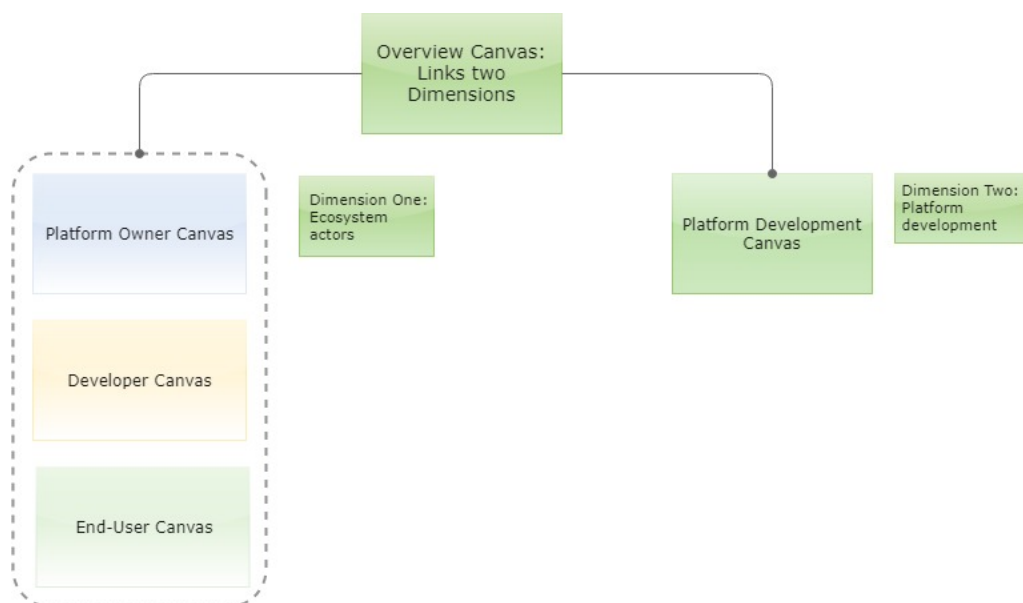 Overview Canvas:
Links two
Dimensions
Platform Owner Canvas
Dimension One:
Ecosystem
actors
Platform Development
Canvas
Dimension Two:
Platform
development
Developer Canvas
End-User Canvas